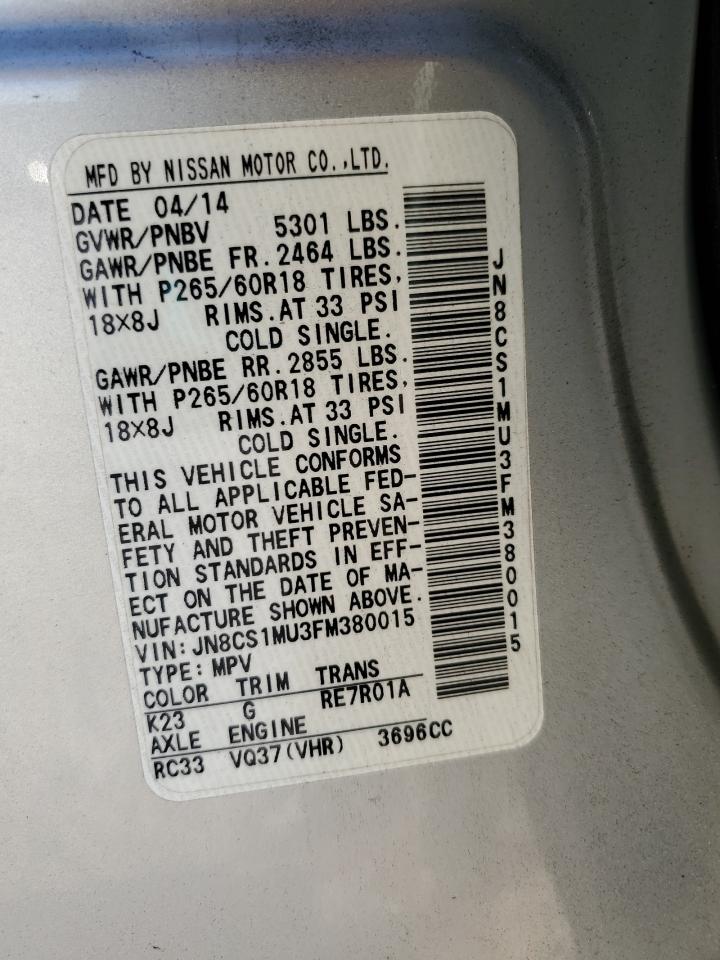 MFD BY NISSAN MOTOR CO.,LTD.
DATE 04/14
GVWR/PNBV 5301 LBS.
GAWR/PNBE FR.2464 LBS.
WITH P265/60R18 TIRES,
18X8J RIMS.AT 33 PSI
COLD SINGLE.
GAWR/PNBE RR.2855 LBS.
WITH P265/60R18 TIRES,
18X8J RIMS.AT 33 PSI
COLD SINGLE.
THIS VEHICLE CONFORMS
TO ALL APPLICABLE FED-
ERAL MOTOR VEHICLE SA-
FETY AND THEFT PREVEN-
TION STANDARDS IN EFF-
ECT ON THE DATE OF MA-
NUFACTURE SHOWN ABOVE.
VIN:JN8CS1MU3FM380015
TYPE:MPV
COLOR TRIM TRANS
K23 G RE7R01A
AXLE ENGINE
RC33 VQ37(VHR) 3696CC
JN8CS1MU3FM380015